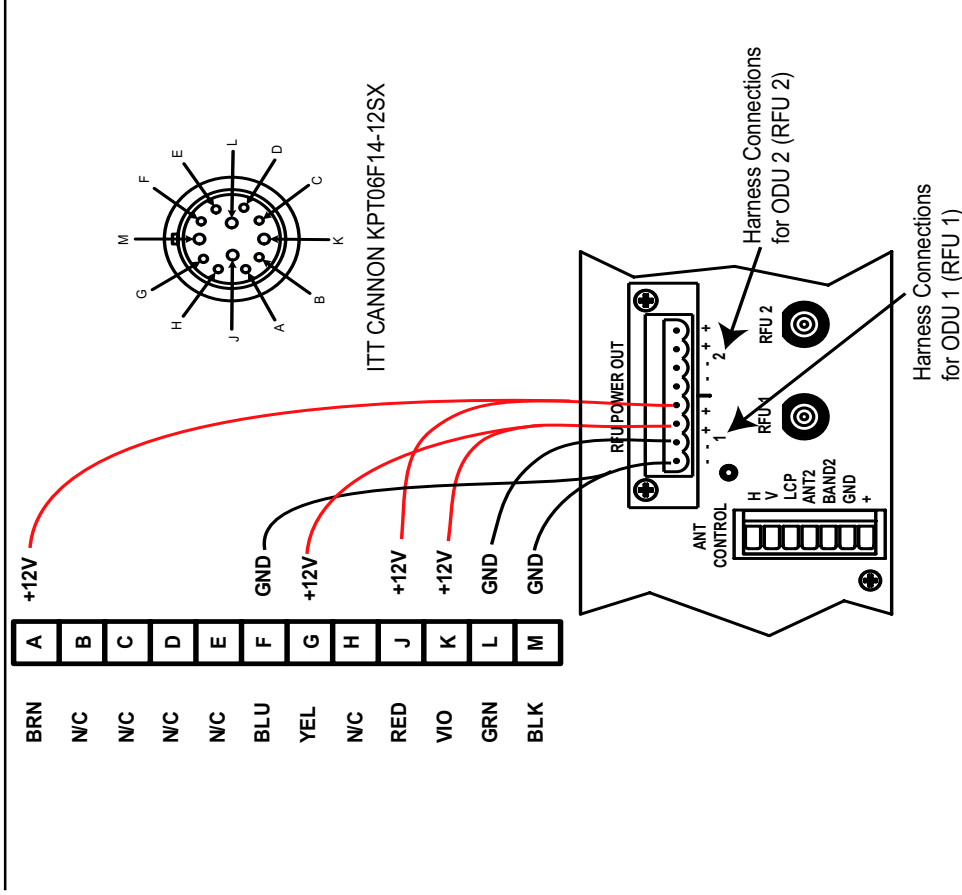 BRN A +12V
N/C B
N/C C
N/C D
N/C E
BLU F GND
YEL G +12V
N/C H
RED J +12V
VIO K +12V
GRN L GND
BLK M GND
G
M
F
E
L
D
C
K
B
A
J
H
ITT CANNON KPT06F14-12SX
RFU POWER OUT
- - + + - - + +
1 2
RFU 1
RFU 2
ANT
CONTROL
H
V
LCP
ANT2
BAND2
GND
+
Harness Connections
for ODU 2 (RFU 2)
Harness Connections
for ODU 1 (RFU 1)